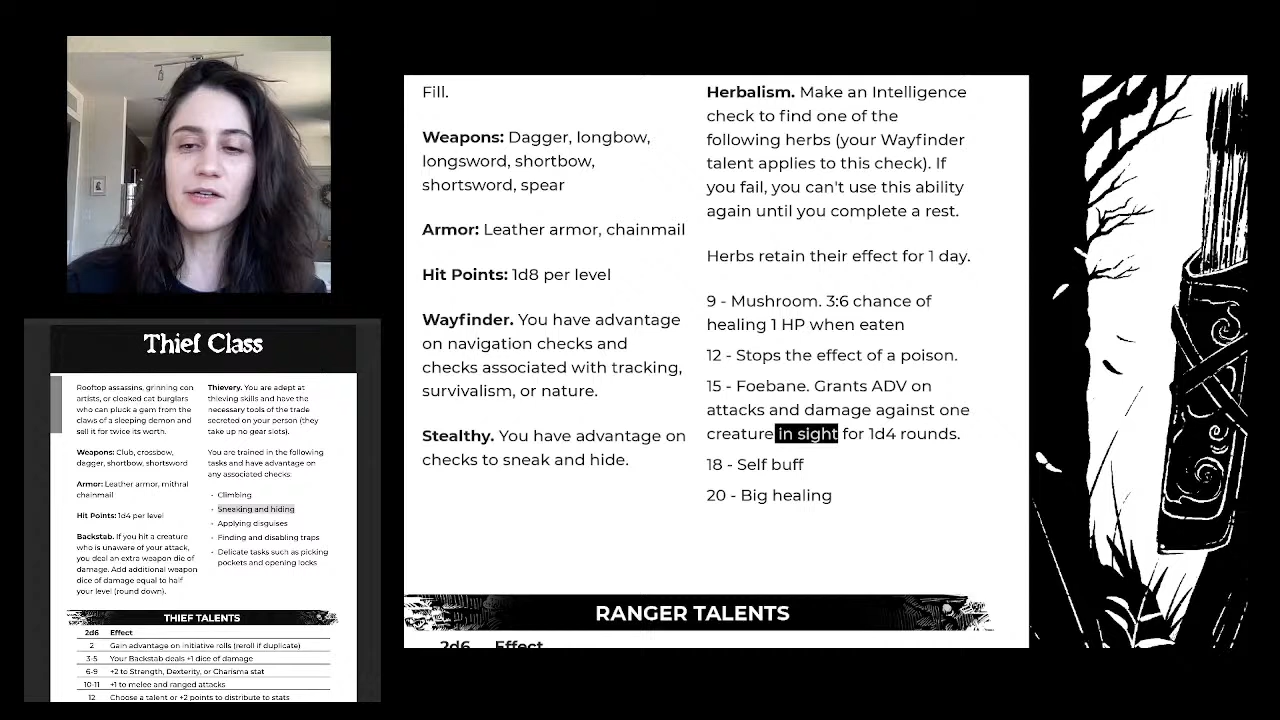 Thief Class
Rooftop assassins, grinning con
artists, or cloaked cat burglars
who can pluck a gem from the
claws of a sleeping demon and
sell it for twice its worth.
Weapons: Club, crossbow,
dagger, shortbow, shortsword
Armor: Leather armor, mithral
chainmail
Hit Points: 1d4 per level
Backstab. If you hit a creature
who is unaware of your attack,
you deal an extra weapon die of
damage. Add additional weapon
dice of damage equal to half
your level (round down).
Thievery. You are adept at
thieving skills and have the
necessary tools of the trade
secreted on your person (they
take up no gear slots).
You are trained in the following
tasks and have advantage on
any associated checks:
• Climbing
• Sneaking and hiding
• Applying disguises
• Finding and disabling traps
• Delicate tasks such as picking
pockets and opening locks
THIEF TALENTS
2d6 Effect
2 Gain advantage on initiative rolls (reroll if duplicate)
3-5 Your Backstab deals +1 dice of damage
6-9 +2 to Strength, Dexterity, or Charisma stat
10-11 +1 to melee and ranged attacks
12 Choose a talent or +2 points to distribute to stats
Fill.
Weapons: Dagger, longbow,
longsword, shortbow,
shortsword, spear
Armor: Leather armor, chainmail
Hit Points: 1d8 per level
Wayfinder. You have advantage
on navigation checks and
checks associated with tracking,
survivalism, or nature.
Stealthy. You have advantage on
checks to sneak and hide.
Herbalism. Make an Intelligence
check to find one of the
following herbs (your Wayfinder
talent applies to this check). If
you fail, you can't use this ability
again until you complete a rest.
Herbs retain their effect for 1 day.
9 - Mushroom. 3:6 chance of
healing 1 HP when eaten
12 - Stops the effect of a poison.
15 - Foebane. Grants ADV on
attacks and damage against one
creature in sight for 1d4 rounds.
18 - Self buff
20 - Big healing
RANGER TALENTS
2d6 Effect